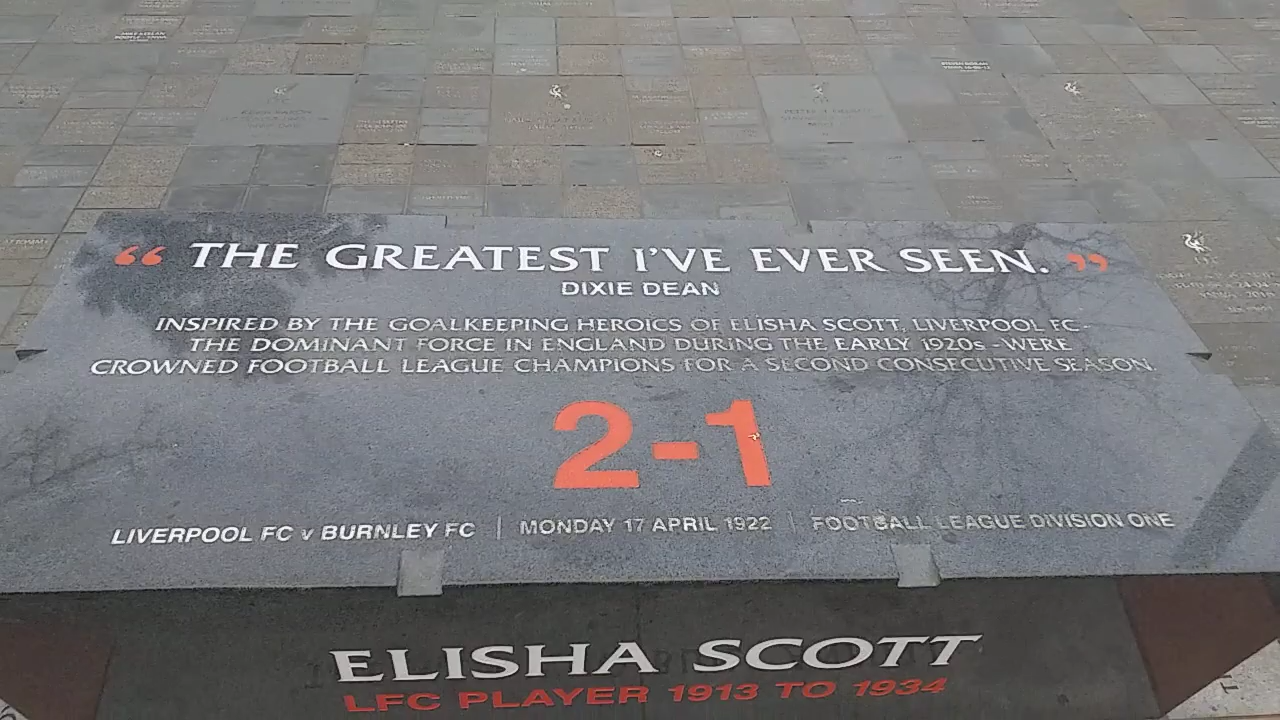 “ THE GREATEST I'VE EVER SEEN. ”
DIXIE DEAN
INSPIRED BY THE GOALKEEPING HEROICS OF ELISHA SCOTT, LIVERPOOL FC -
THE DOMINANT FORCE IN ENGLAND DURING THE EARLY 1920s - WERE
CROWNED FOOTBALL LEAGUE CHAMPIONS FOR A SECOND CONSECUTIVE SEASON.
2-1
LIVERPOOL FC v BURNLEY FC | MONDAY 17 APRIL 1922 | FOOTBALL LEAGUE DIVISION ONE
ELISHA SCOTT
LFC PLAYER 1913 TO 1934